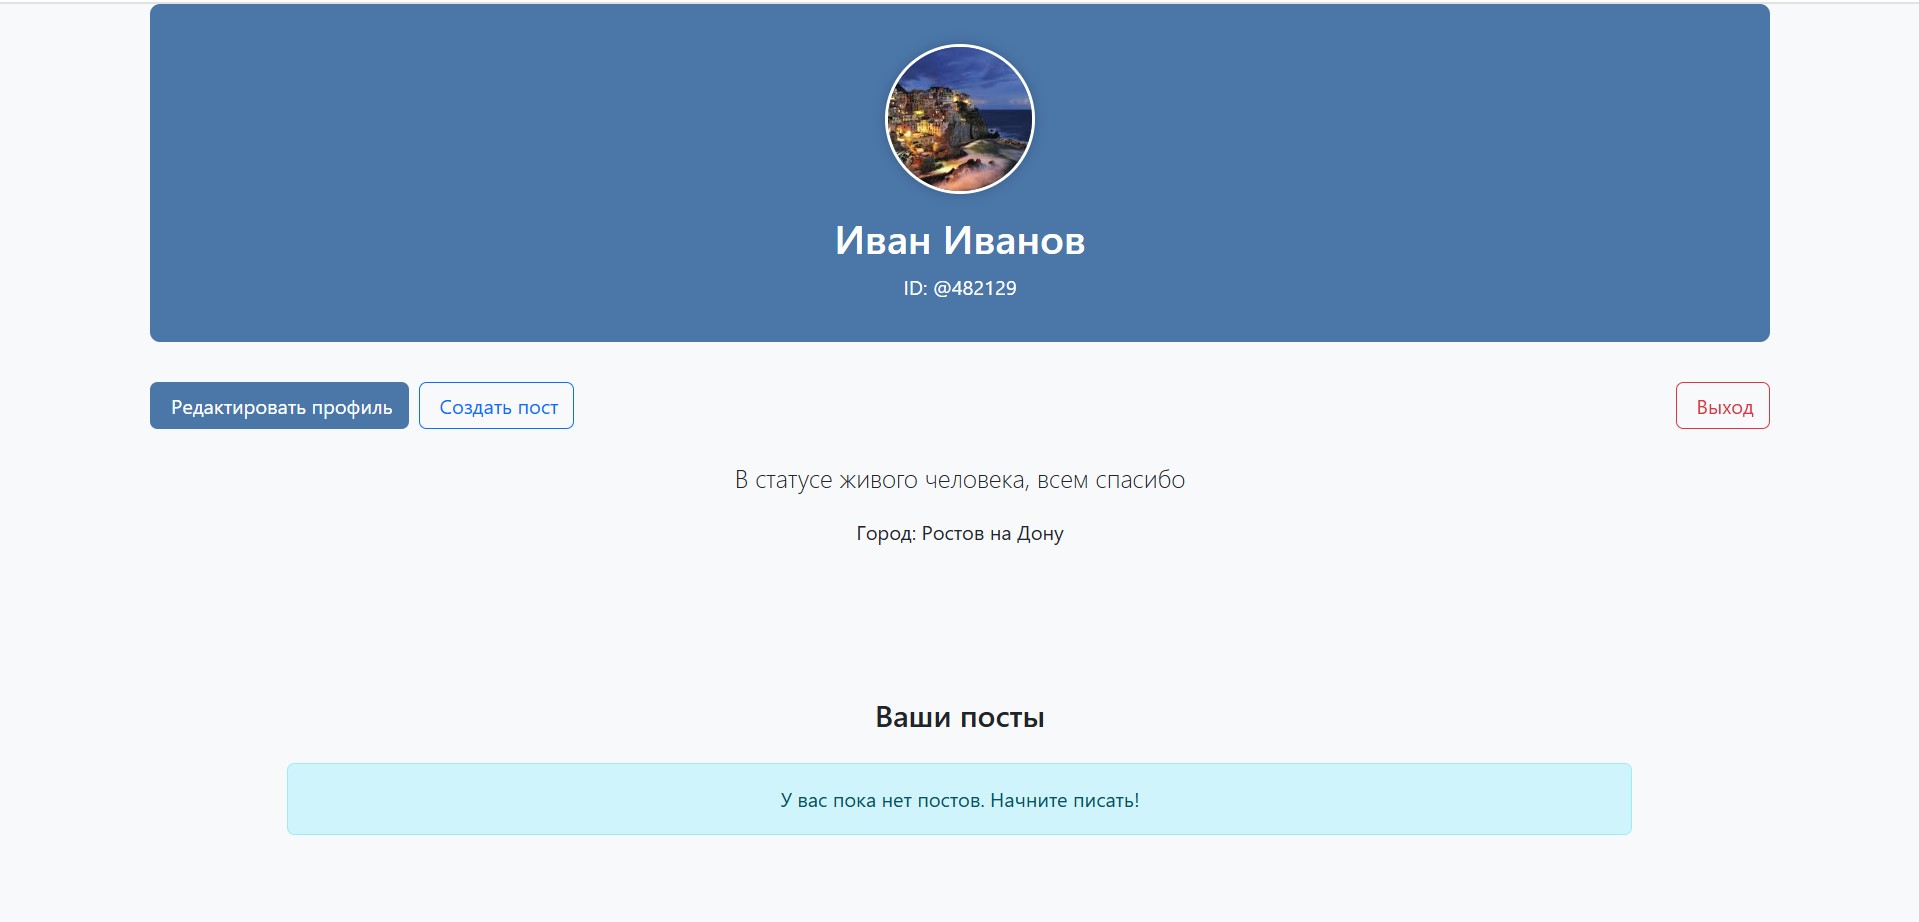 Иван Иванов
ID: @482129
Редактировать профиль
Создать пост
Выход
В статусе живого человека, всем спасибо
Город: Ростов на Дону
Ваши посты
У вас пока нет постов. Начните писать!